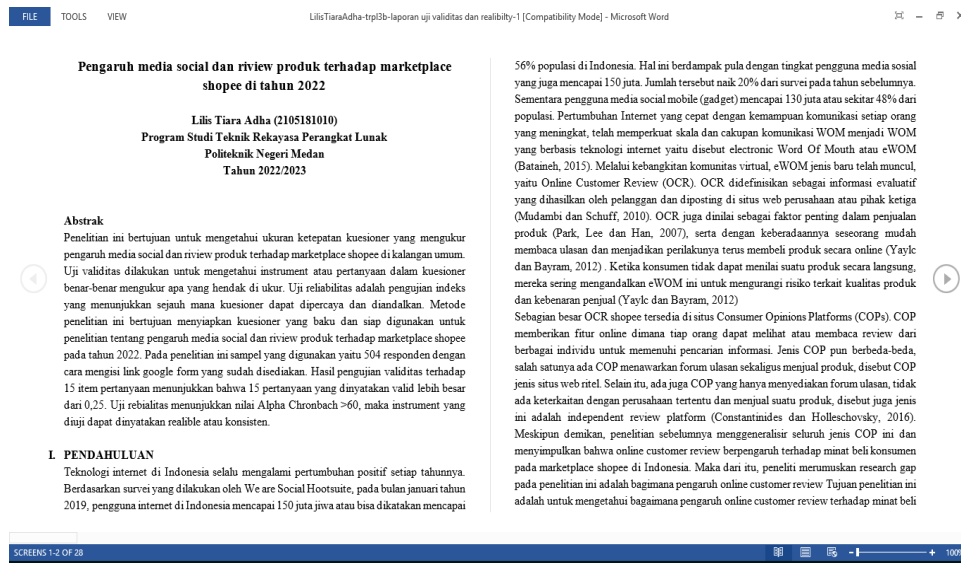 FILE TOOLS VIEW LilisTiaraAdha-trpl3b-laporan uji validitas dan realibilty-1 [Compatibility Mode] - Microsoft Word
Pengaruh media social dan riview produk terhadap marketplace
shopee di tahun 2022
Lilis Tiara Adha (2105181010)
Program Studi Teknik Rekayasa Perangkat Lunak
Politeknik Negeri Medan
Tahun 2022/2023
Abstrak
Penelitian ini bertujuan untuk mengetahui ukuran ketepatan kuesioner yang mengukur
pengaruh media social dan riview produk terhadap marketplace shopee di kalangan umum.
Uji validitas dilakukan untuk mengetahui instrument atau pertanyaan dalam kuesioner
benar-benar mengukur apa yang hendak di ukur. Uji reliabilitas adalah pengujian indeks
yang menunjukkan sejauh mana kuesioner dapat dipercaya dan diandalkan. Metode
penelitian ini bertujuan menyiapkan kuesioner yang baku dan siap digunakan untuk
penelitian tentang pengaruh media social dan riview produk terhadap marketplace shopee
pada tahun 2022. Pada penelitian ini sampel yang digunakan yaitu 504 responden dengan
cara mengisi link google form yang sudah disediakan. Hasil pengujian validitas terhadap
15 item pertanyaan menunjukkan bahwa 15 pertanyaan yang dinyatakan valid lebih besar
dari 0,25. Uji rebialitas menunjukkan nilai Alpha Chronbach >60, maka instrument yang
diuji dapat dinyatakan realible atau konsisten.
I. PENDAHULUAN
Teknologi internet di Indonesia selalu mengalami pertumbuhan positif setiap tahunnya.
Berdasarkan survei yang dilakukan oleh We are Social Hootsuite, pada bulan januari tahun
2019, pengguna internet di Indonesia mencapai 150 juta jiwa atau bisa dikatakan mencapai
56% populasi di Indonesia. Hal ini berdampak pula dengan tingkat pengguna media sosial
yang juga mencapai 150 juta. Jumlah tersebut naik 20% dari survei pada tahun sebelumnya.
Sementara pengguna media social mobile (gadget) mencapai 130 juta atau sekitar 48% dari
populasi. Pertumbuhan Internet yang cepat dengan kemampuan komunikasi setiap orang
yang meningkat, telah memperkuat skala dan cakupan komunikasi WOM menjadi WOM
yang berbasis teknologi internet yaitu disebut electronic Word Of Mouth atau eWOM
(Bataineh, 2015). Melalui kebangkitan komunitas virtual, eWOM jenis baru telah muncul,
yaitu Online Customer Review (OCR). OCR didefinisikan sebagai informasi evaluatif
yang dihasilkan oleh pelanggan dan diposting di situs web perusahaan atau pihak ketiga
(Mudambi dan Schuff, 2010). OCR juga dinilai sebagai faktor penting dalam penjualan
produk (Park, Lee dan Han, 2007), serta dengan keberadaannya seseorang mudah
membaca ulasan dan menjadikan perilakunya terus membeli produk secara online (Yaylc
dan Bayram, 2012) . Ketika konsumen tidak dapat menilai suatu produk secara langsung,
mereka sering mengandalkan eWOM ini untuk mengurangi risiko terkait kualitas produk
dan kebenaran penjual (Yaylc dan Bayram, 2012)
Sebagian besar OCR shopee tersedia di situs Consumer Opinions Platforms (COPs). COP
memberikan fitur online dimana tiap orang dapat melihat atau membaca review dari
berbagai individu untuk memenuhi pencarian informasi. Jenis COP pun berbeda-beda,
salah satunya ada COP menawarkan forum ulasan sekaligus menjual produk, disebut COP
jenis situs web ritel. Selain itu, ada juga COP yang hanya menyediakan forum ulasan, tidak
ada keterkaitan dengan perusahaan tertentu dan menjual suatu produk, disebut juga jenis
ini adalah independent review platform (Constantinides dan Holleschovsky, 2016).
Meskipun demikan, penelitian sebelumnya menggeneralisir seluruh jenis COP ini dan
menyimpulkan bahwa online customer review berpengaruh terhadap minat beli konsumen
pada marketplace shopee di Indonesia. Maka dari itu, peneliti merumuskan research gap
pada penelitian ini adalah bagimana pengaruh online customer review Tujuan penelitian ini
adalah untuk mengetahui bagaimana pengaruh online customer review terhadap minat beli
SCREENS 1-2 OF 28 100%